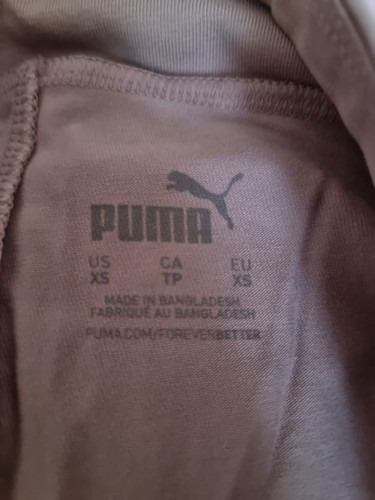 PUMA
US CA EU
XS TP XS
MADE IN BANGLADESH
FABRIQUÉ AU BANGLADESH
PUMA.COM/FOREVERBETTER